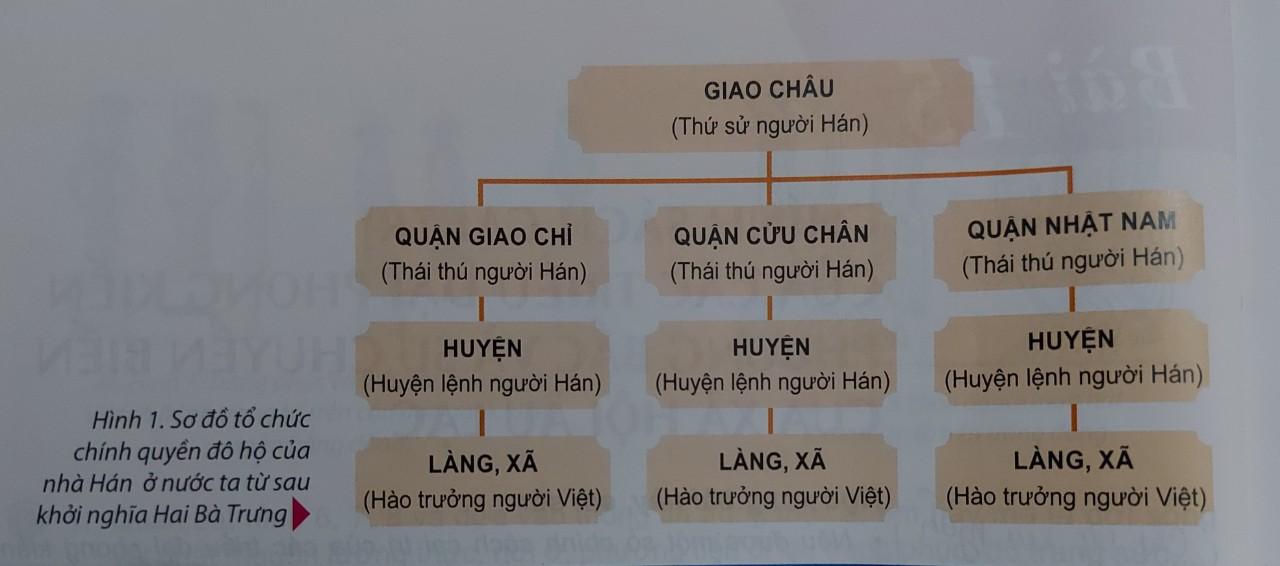 Bài 15
GIAO CHÂU
(Thứ sử người Hán)
QUẬN GIAO CHỈ
(Thái thú người Hán)
QUẬN CỬU CHÂN
(Thái thú người Hán)
QUẬN NHẬT NAM
(Thái thú người Hán)
HUYỆN
(Huyện lệnh người Hán)
HUYỆN
(Huyện lệnh người Hán)
HUYỆN
(Huyện lệnh người Hán)
LÀNG, XÃ
(Hào trưởng người Việt)
LÀNG, XÃ
(Hào trưởng người Việt)
LÀNG, XÃ
(Hào trưởng người Việt)
Hình 1. Sơ đồ tổ chức
chính quyền đô hộ của
nhà Hán ở nước ta từ sau
khởi nghĩa Hai Bà Trưng